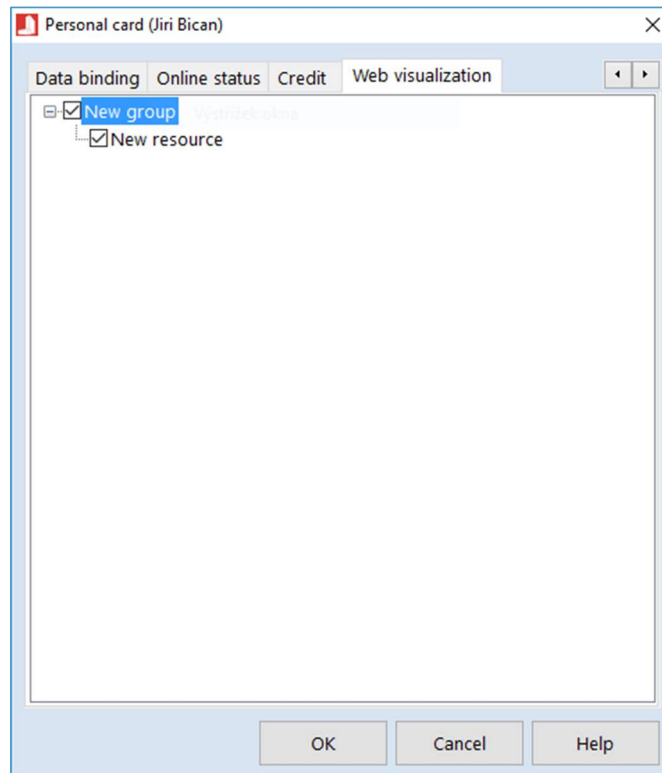 Personal card (Jiri Bican)
Data binding Online status Credit Web visualization
New group Výstřižek okna
New resource
OK Cancel Help